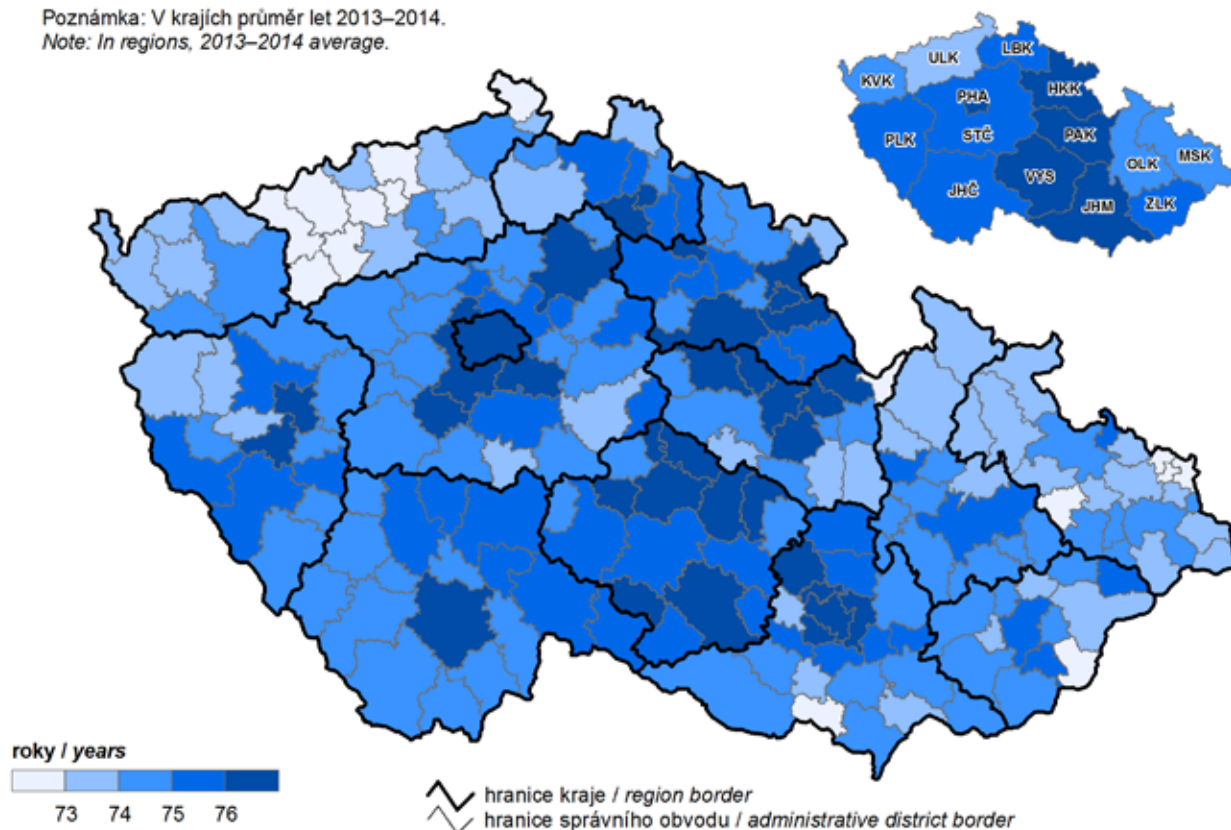 Poznámka: V krajích průměr let 2013–2014.
Note: In regions, 2013–2014 average.
LBK
ULK
KVK
HKK
PHA
PLK
STČ
PAK
MSK
OLK
VYS
JHČ
JHM
ZLK
roky / years
73 74 75 76
hranice kraje / region border
hranice správního obvodu / administrative district border